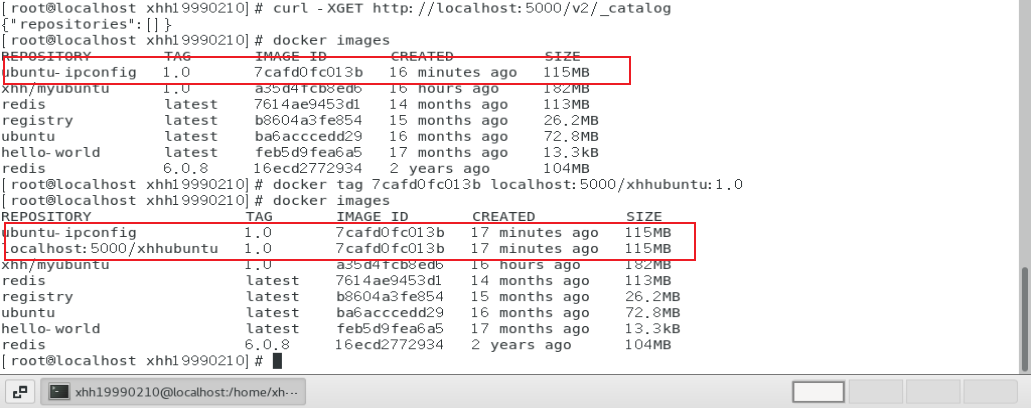 [root@localhost xhh19990210]# curl -XGET http://localhost:5000/v2/_catalog
{"repositories":[]}
[root@localhost xhh19990210]# docker images
REPOSITORY TAG IMAGE ID CREATED SIZE
ubuntu-ipconfig 1.0 7cafd0fc013b 16 minutes ago 115MB
xhh/myubuntu 1.0 a35d4fcb8ed6 16 hours ago 182MB
redis latest 7614ae9453d1 14 months ago 113MB
registry latest b8604a3fe854 15 months ago 26.2MB
ubuntu latest ba6acccedd29 16 months ago 72.8MB
hello-world latest feb5d9fea6a5 17 months ago 13.3kB
redis 6.0.8 16ecd2772934 2 years ago 104MB
[root@localhost xhh19990210]# docker tag 7cafd0fc013b localhost:5000/xhhubuntu:1.0
[root@localhost xhh19990210]# docker images
REPOSITORY TAG IMAGE ID CREATED SIZE
ubuntu-ipconfig 1.0 7cafd0fc013b 17 minutes ago 115MB
localhost:5000/xhhubuntu 1.0 7cafd0fc013b 17 minutes ago 115MB
xhh/myubuntu 1.0 a35d4fcb8ed6 16 hours ago 182MB
redis latest 7614ae9453d1 14 months ago 113MB
registry latest b8604a3fe854 15 months ago 26.2MB
ubuntu latest ba6acccedd29 16 months ago 72.8MB
hello-world latest feb5d9fea6a5 17 months ago 13.3kB
redis 6.0.8 16ecd2772934 2 years ago 104MB
[root@localhost xhh19990210]#
xhh19990210@localhost:/home/xh···